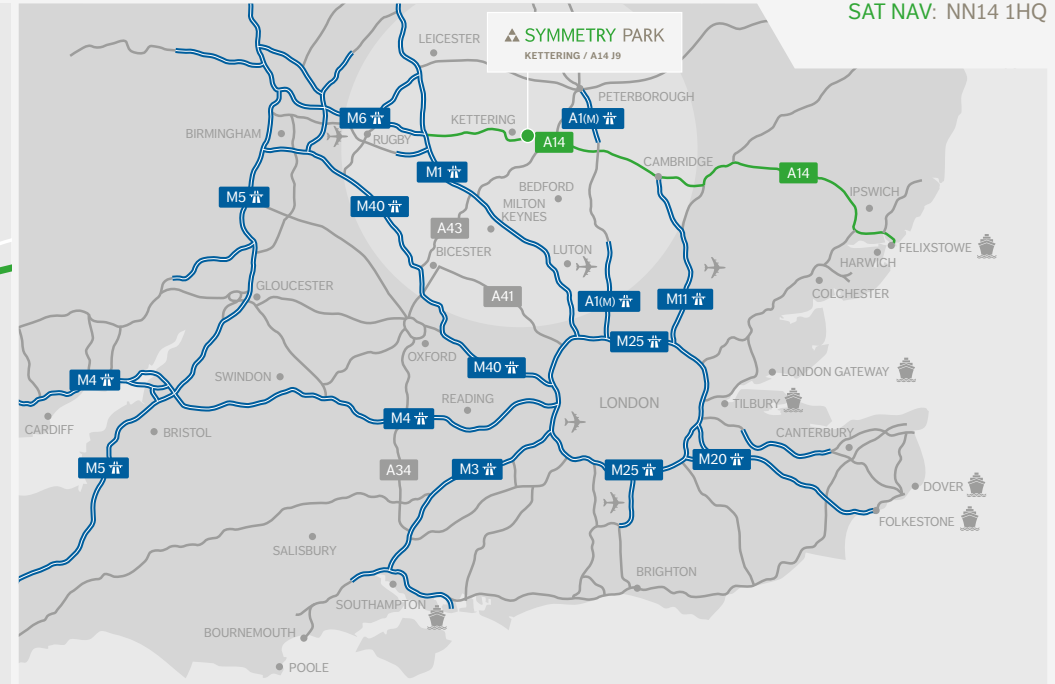 SAT NAV: NN14 1HQ
SYMMETRY PARK
KETTERING / A14 J9
LEICESTER
PETERBOROUGH
M6
A1(M)
KETTERING
BIRMINGHAM
RUGBY
A14
CAMBRIDGE
M1
A14
BEDFORD
IPSWICH
M5
M40
MILTON
KEYNES
A43
BICESTER
LUTON
FELIXSTOWE
HARWICH
GLOUCESTER
A41
A1(M)
M11
COLCHESTER
M25
OXFORD
M40
LONDON GATEWAY
M4
SWINDON
READING
LONDON
TILBURY
M4
CARDIFF
BRISTOL
CANTERBURY
M5
A34
M3
M25
M20
DOVER
FOLKESTONE
SALISBURY
BRIGHTON
SOUTHAMPTON
BOURNEMOUTH
POOLE